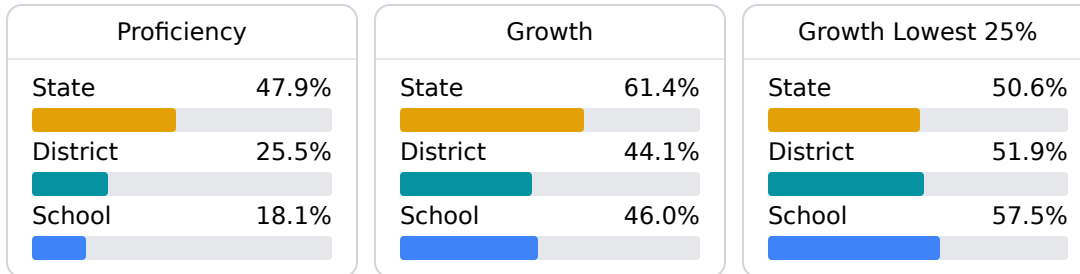 Proficiency
State 47.9%
District 25.5%
School 18.1%
Growth
State 61.4%
District 44.1%
School 46.0%
Growth Lowest 25%
State 50.6%
District 51.9%
School 57.5%